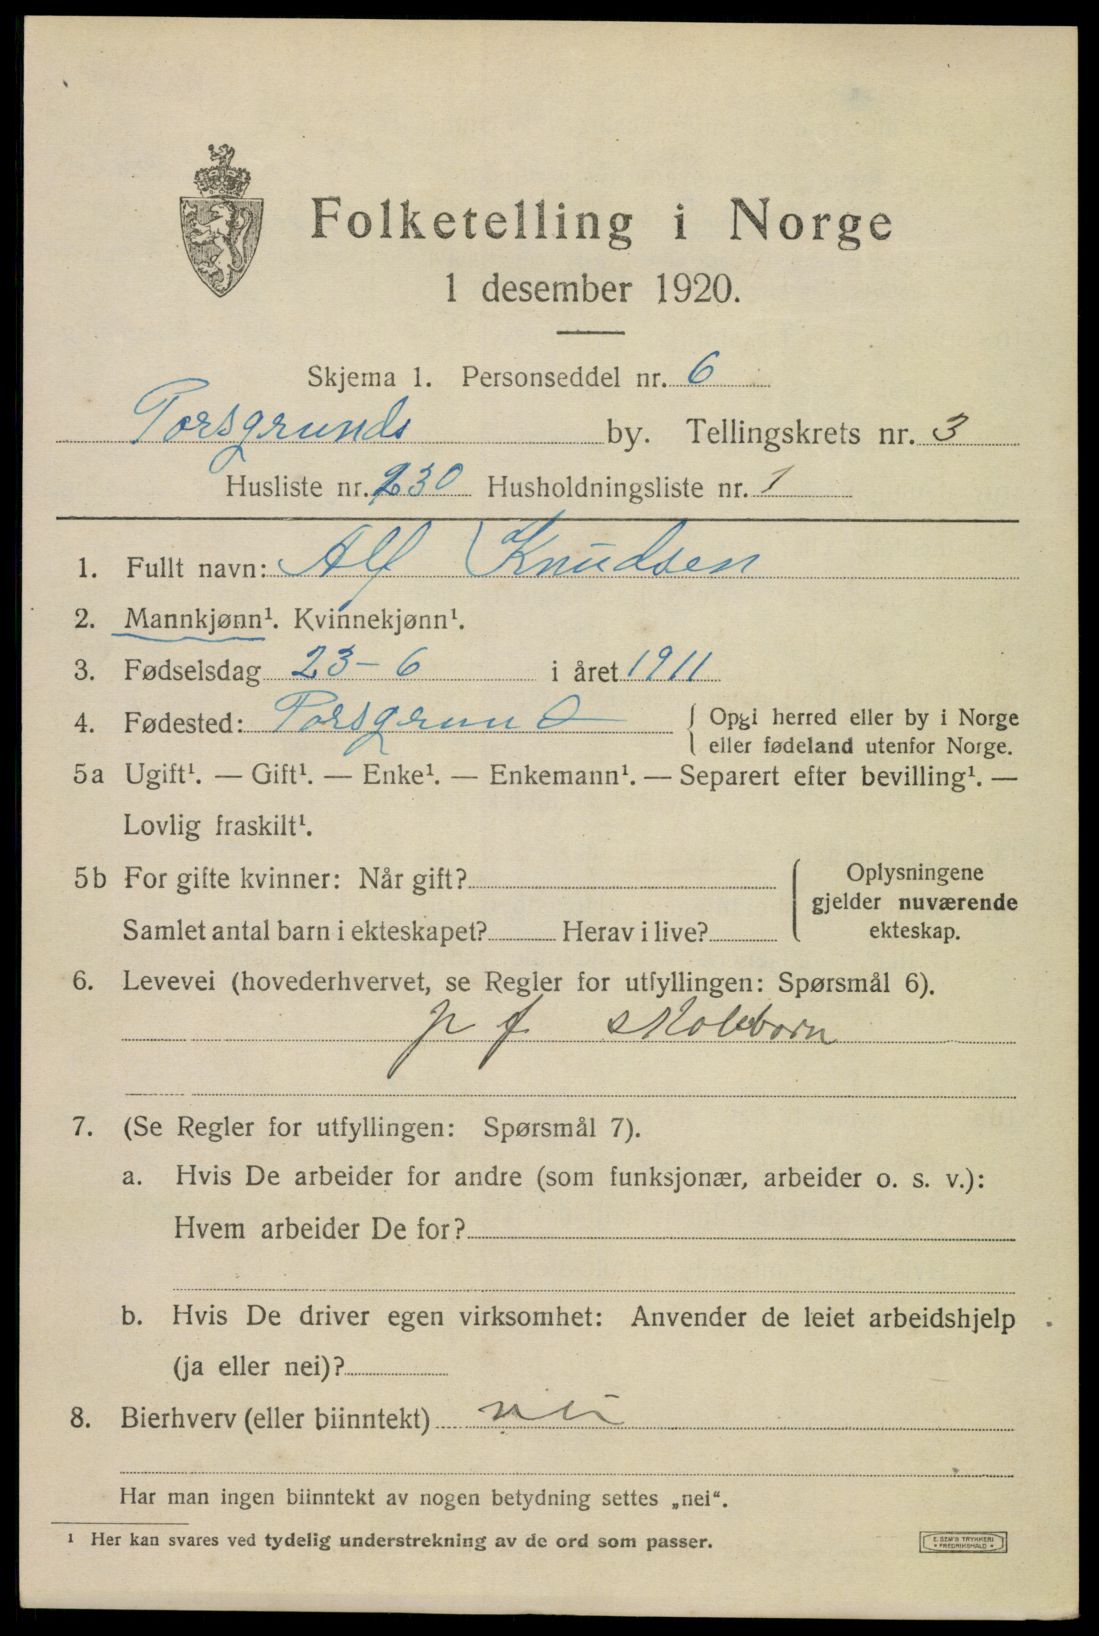 Folketelling i Norge
1 desember 1920.
Skjema 1. Personseddel nr. 6
Porsgrunds by. Tellingskrets nr. 3
Husliste nr. 230 Husholdningsliste nr. 1
1. Fullt navn: Alf Knudsen
2. Mannkjønn¹. Kvinnekjønn¹.
3. Fødselsdag 23-6 i året 1911
4. Fødested: Porsgrund { Opgi herred eller by i Norge
eller fødeland utenfor Norge.
5a Ugift¹. — Gift¹. — Enke¹. — Enkemann¹. — Separert efter bevilling¹. —
Lovlig fraskilt¹.
5b For gifte kvinner: Når gift? { Oplysningene
gjelder nuværende
Samlet antal barn i ekteskapet? Herav i live? ekteskap.
6. Levevei (hovederhvervet, se Regler for utfyllingen: Spørsmål 6).
p f skolebarn
7. (Se Regler for utfyllingen: Spørsmål 7).
a. Hvis De arbeider for andre (som funksjonær, arbeider o. s. v.):
Hvem arbeider De for?
b. Hvis De driver egen virksomhet: Anvender de leiet arbeidshjelp
(ja eller nei)?
8. Bierhverv (eller biinntekt) nei
Har man ingen biinntekt av nogen betydning settes „nei“.
¹ Her kan svares ved tydelig understrekning av de ord som passer.
E. SEM'S TRYKKERI
• FREDRIKSHALD •